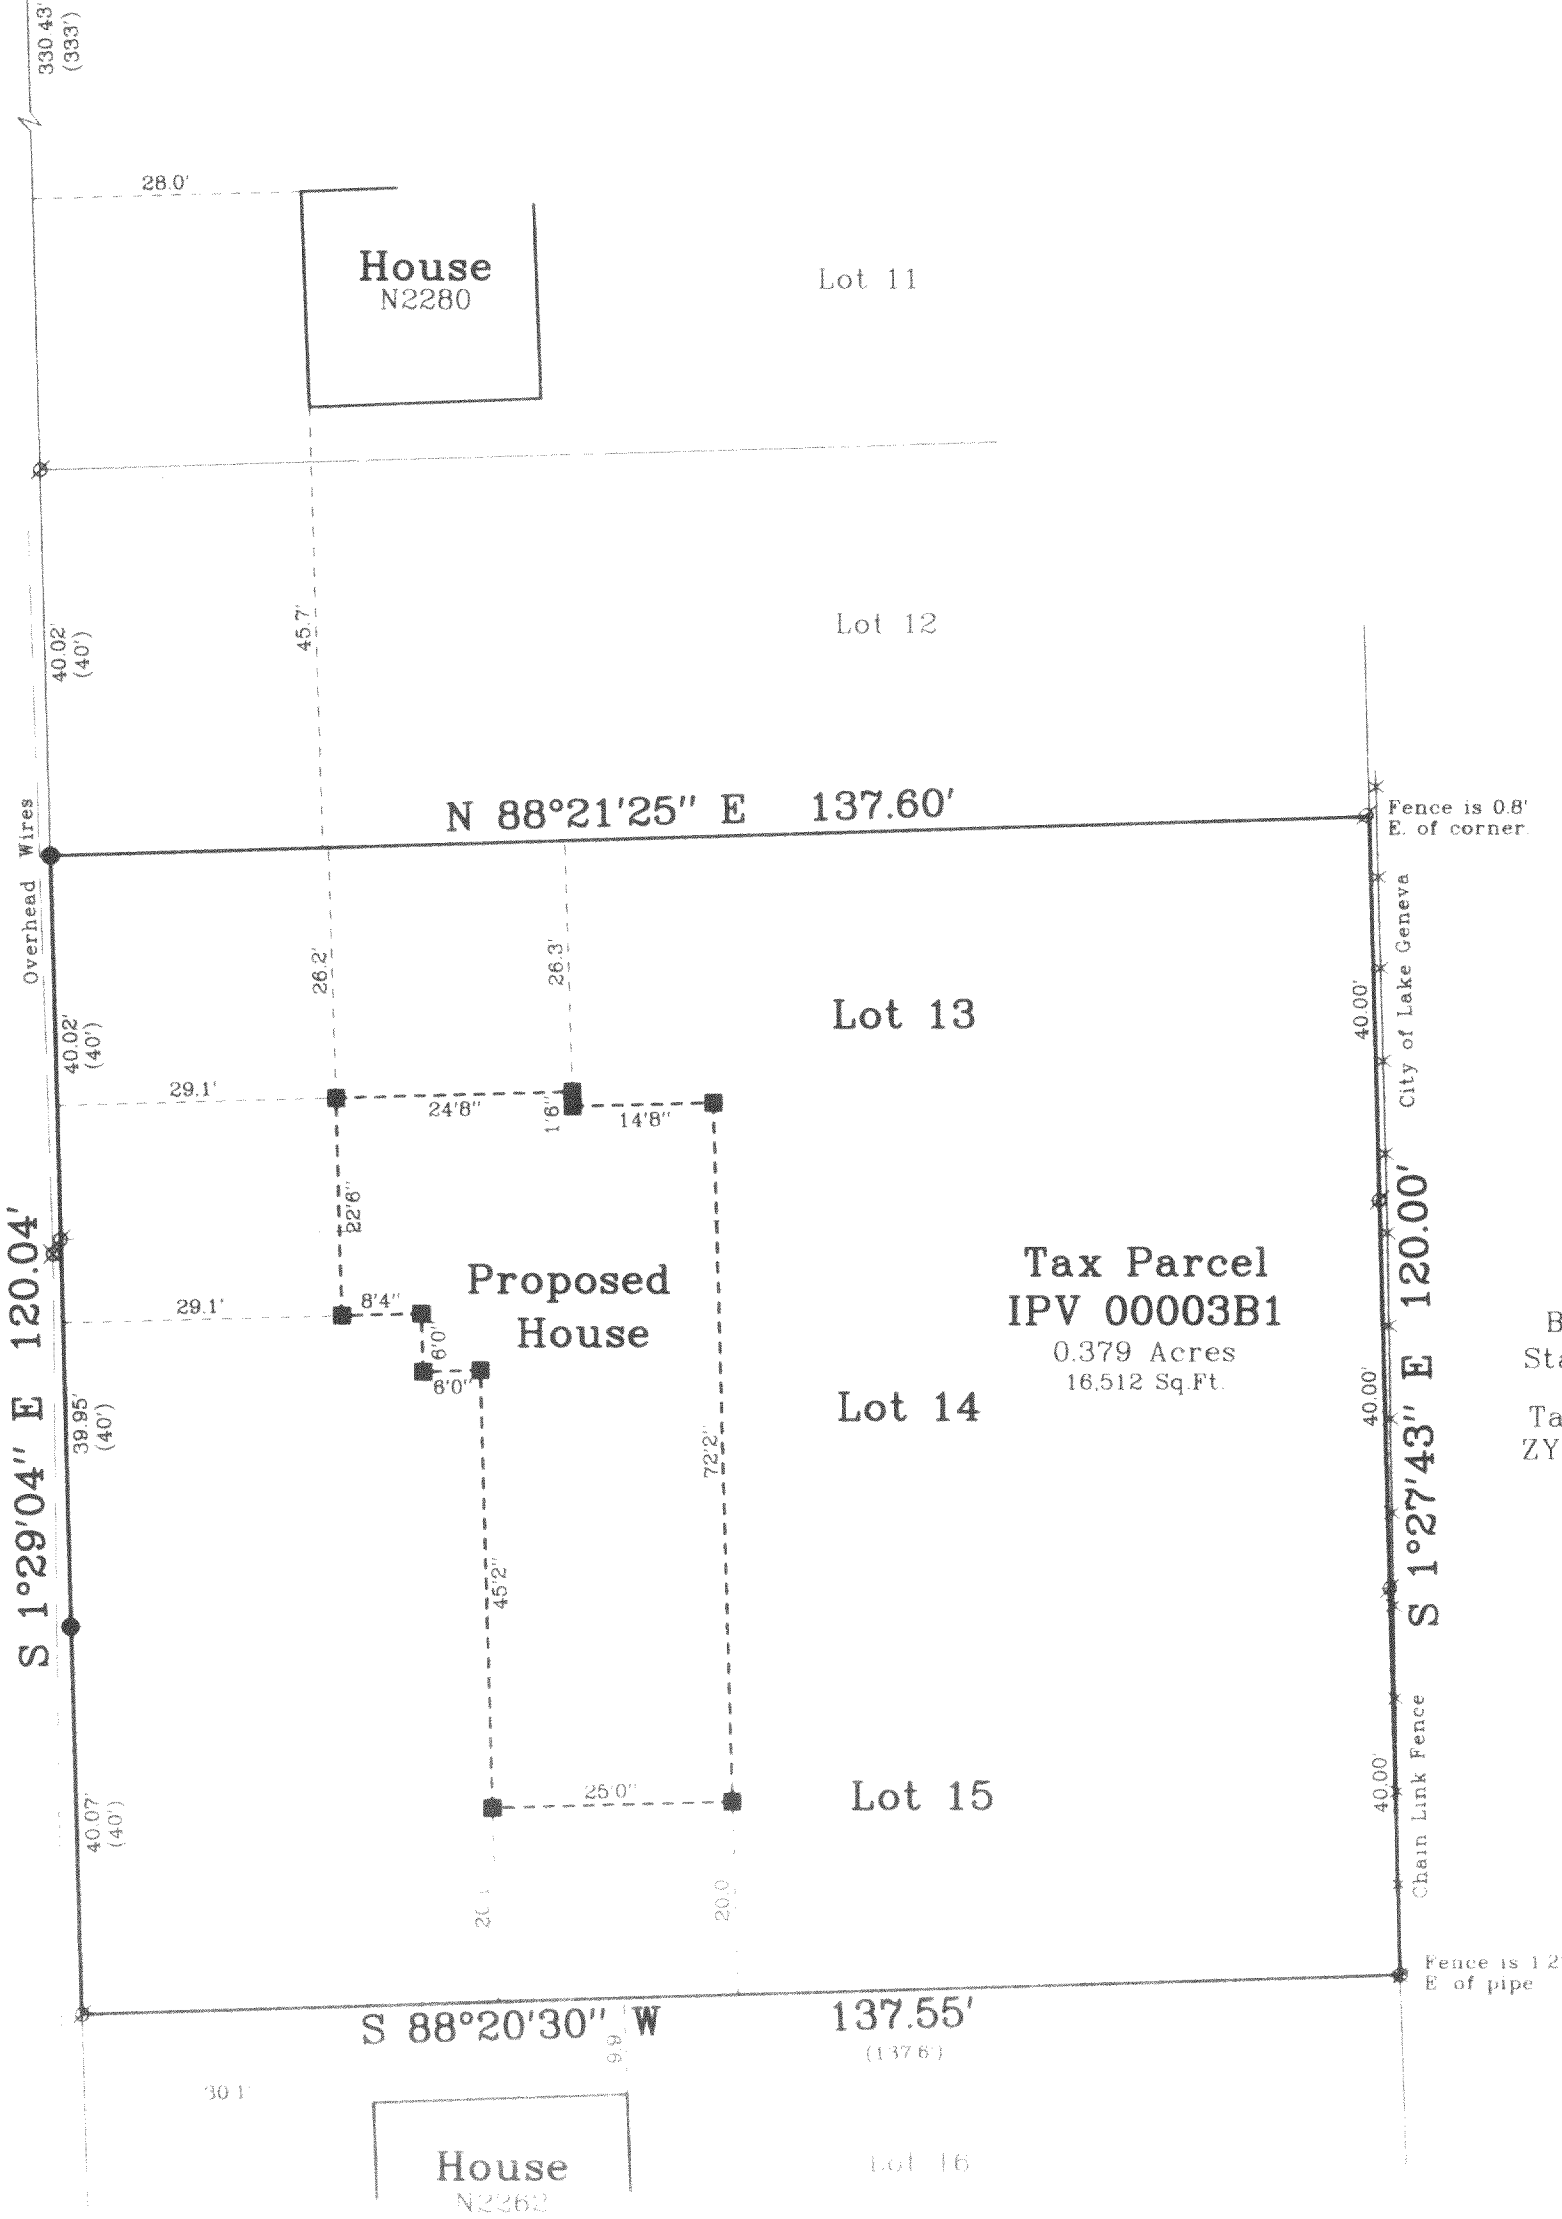 330.43'
(333')
28.0'
House
N2280
Lot 11
45.7'
40.02'
(40')
Lot 12
Overhead Wires
N 88°21'25" E 137.60'
Fence is 0.8'
E. of corner.
26.2'
26.3'
City of Lake Geneva
Lot 13
40.00'
40.02'
(40')
29.1'
24'8"
1'6"
14'8"
22'6"
S 1°29'04" E 120.04'
29.1'
8'4"
Proposed
House
6'0"
6'0"
Tax Parcel
IPV 00003B1
0.379 Acres
16,512 Sq.Ft.
S 1°27'43" E 120.00'
B
Sta
Ta
ZY
39.95'
(40')
Lot 14
40.00'
72'2"
45'2"
25'0"
Lot 15
40.00'
Chain Link Fence
40.07'
(40')
20.0
Fence is 1.2'
E of pipe
S 88°20'30" W 137.55'
(137.6')
9.9
30.1'
House
N2262
Lot 16